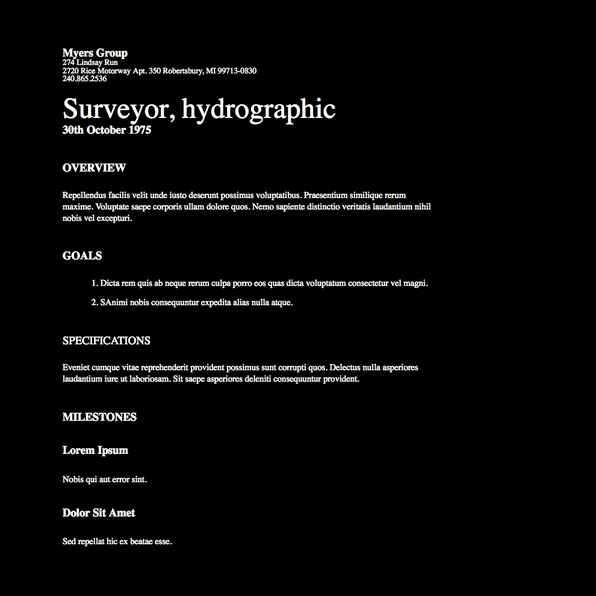 Myers Group
274 Lindsay Run
2720 Rice Motorway Apt. 350 Robertsbury, MI 99713-0830
240.865.2536
Surveyor, hydrographic
30th October 1975
OVERVIEW
Repellendus facilis velit unde iusto deserunt possimus voluptatibus. Praesentium similique rerum
maxime. Voluptate saepe corporis ullam dolore quos. Nemo sapiente distinctio veritatis laudantium nihil
nobis vel excepturi.
GOALS
1. Dicta rem quis ab neque rerum culpa porro eos quas dicta voluptatum consectetur vel magni.
2. SAnimi nobis consequuntur expedita alias nulla atque.
SPECIFICATIONS
Eveniet cumque vitae reprehenderit provident possimus sunt corrupti quos. Delectus nulla asperiores
laudantium iure ut laboriosam. Sit saepe asperiores deleniti consequuntur provident.
MILESTONES
Lorem Ipsum
Nobis qui aut error sint.
Dolor Sit Amet
Sed repellat hic ex beatae esse.